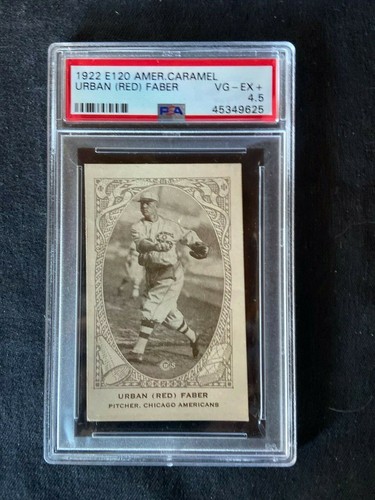 1922 E120 AMER.CARAMEL
URBAN (RED) FABER VG-EX+
4.5
PSA 45349625
URBAN (RED) FABER
PITCHER, CHICAGO AMERICANS